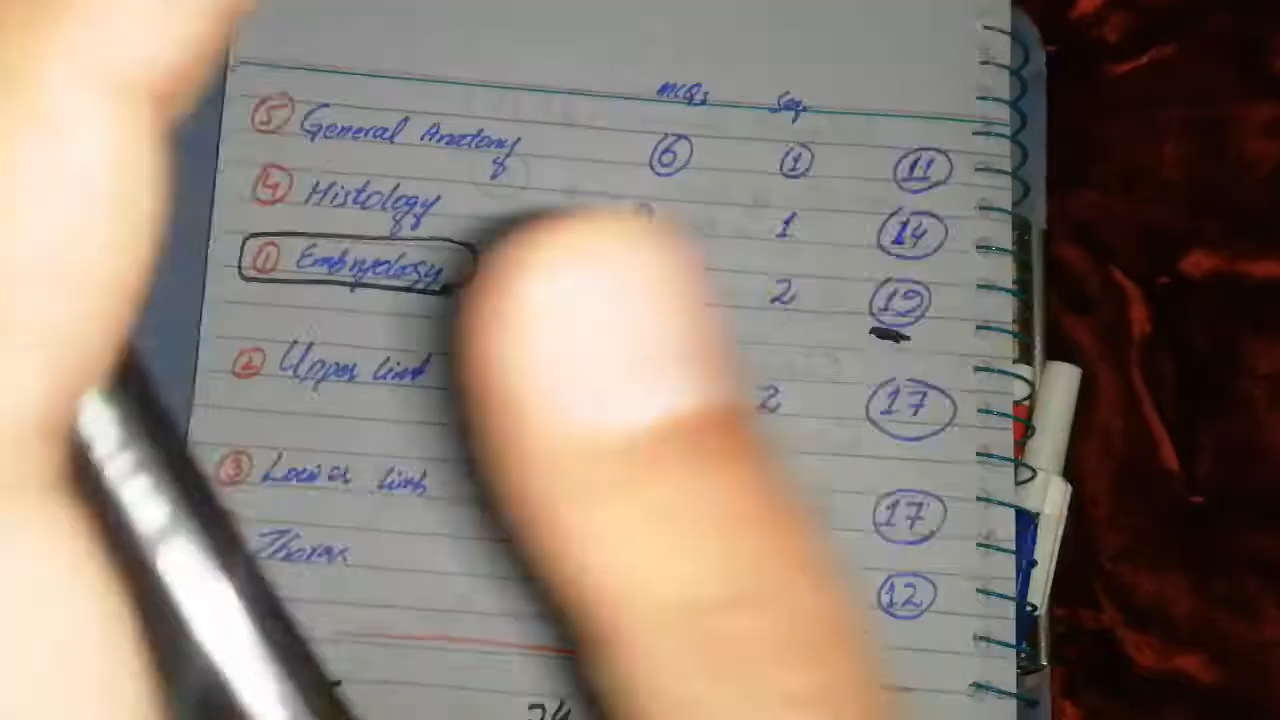 MCQs Seq
⑤ General Anatomy ⑥ ① ⑪
④ Histology 1 ⑭
① Embryology 2 ⑲
② Upper limb 2 ⑰
③ Lower limb ⑰
Thorax ⑫
24